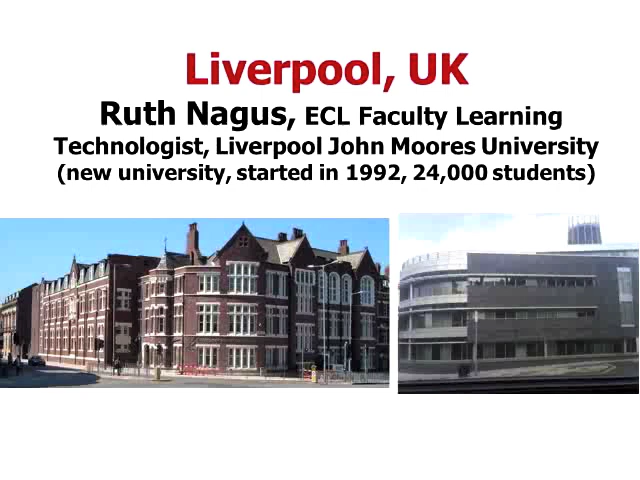 Liverpool, UK
Ruth Nagus, ECL Faculty Learning
Technologist, Liverpool John Moores University
(new university, started in 1992, 24,000 students)